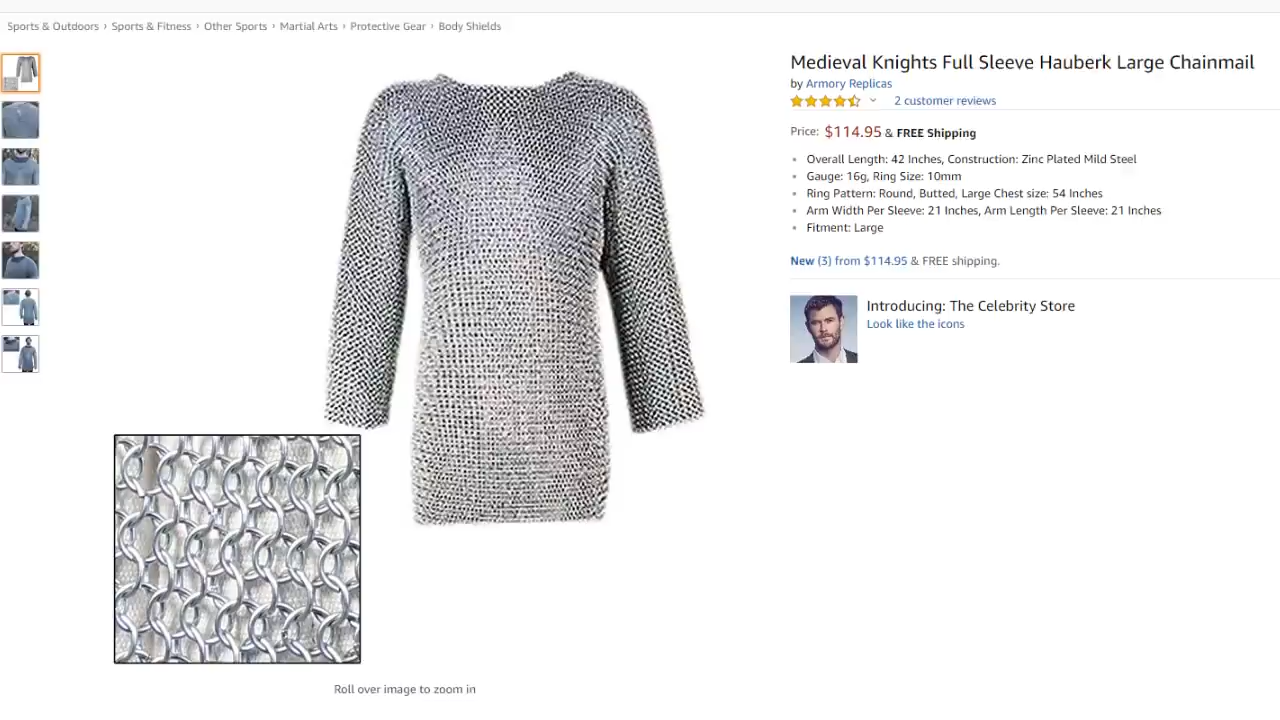 Sports & Outdoors › Sports & Fitness › Other Sports › Martial Arts › Protective Gear › Body Shields
Medieval Knights Full Sleeve Hauberk Large Chainmail
by Armory Replicas
2 customer reviews
Price: $114.95 & FREE Shipping
Overall Length: 42 Inches, Construction: Zinc Plated Mild Steel
Gauge: 16g, Ring Size: 10mm
Ring Pattern: Round, Butted, Large Chest size: 54 Inches
Arm Width Per Sleeve: 21 Inches, Arm Length Per Sleeve: 21 Inches
Fitment: Large
New (3) from $114.95 & FREE shipping.
Introducing: The Celebrity Store
Look like the icons
Roll over image to zoom in